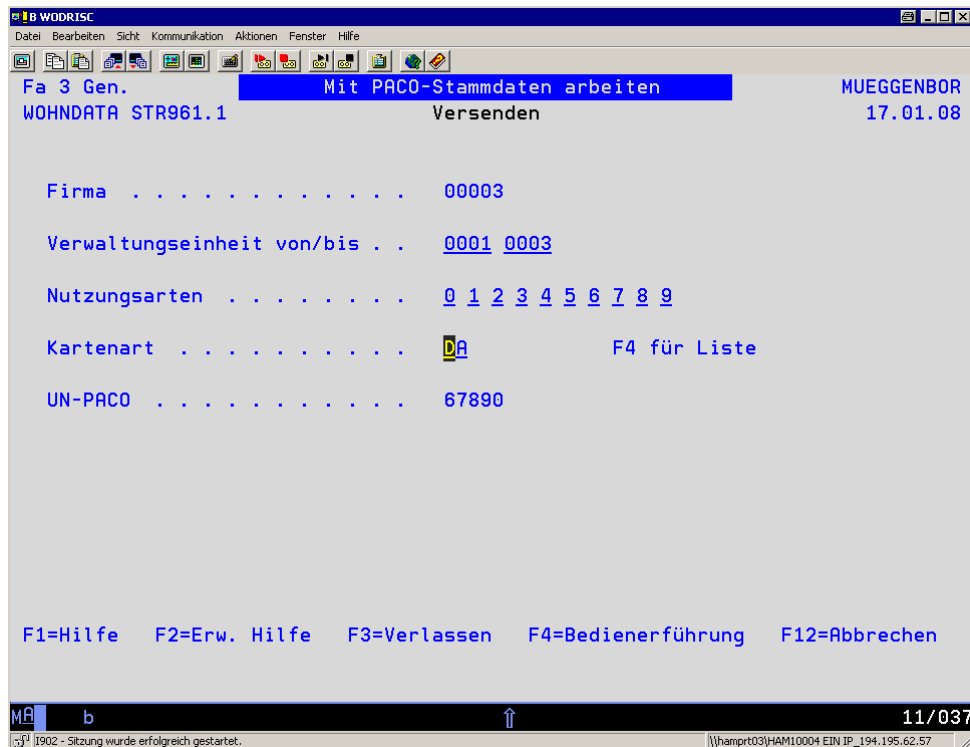 B WODRISC
Datei Bearbeiten Sicht Kommunikation Aktionen Fenster Hilfe
Fa 3 Gen. Mit PACO-Stammdaten arbeiten MUEGGENBOR
WOHNDATA STR961.1 Versenden 17.01.08
Firma . . . . . . . . . . . . 00003
Verwaltungseinheit von/bis . . 0001 0003
Nutzungsarten . . . . . . . . 0 1 2 3 4 5 6 7 8 9
Kartenart . . . . . . . . . . DA F4 für Liste
UN-PACO . . . . . . . . . . . 67890
F1=Hilfe F2=Erw. Hilfe F3=Verlassen F4=Bedienerführung F12=Abbrechen
MA b 11/037
I902 - Sitzung wurde erfolgreich gestartet. \\hamprt03\HAM10004 EIN IP_194.195.62.57